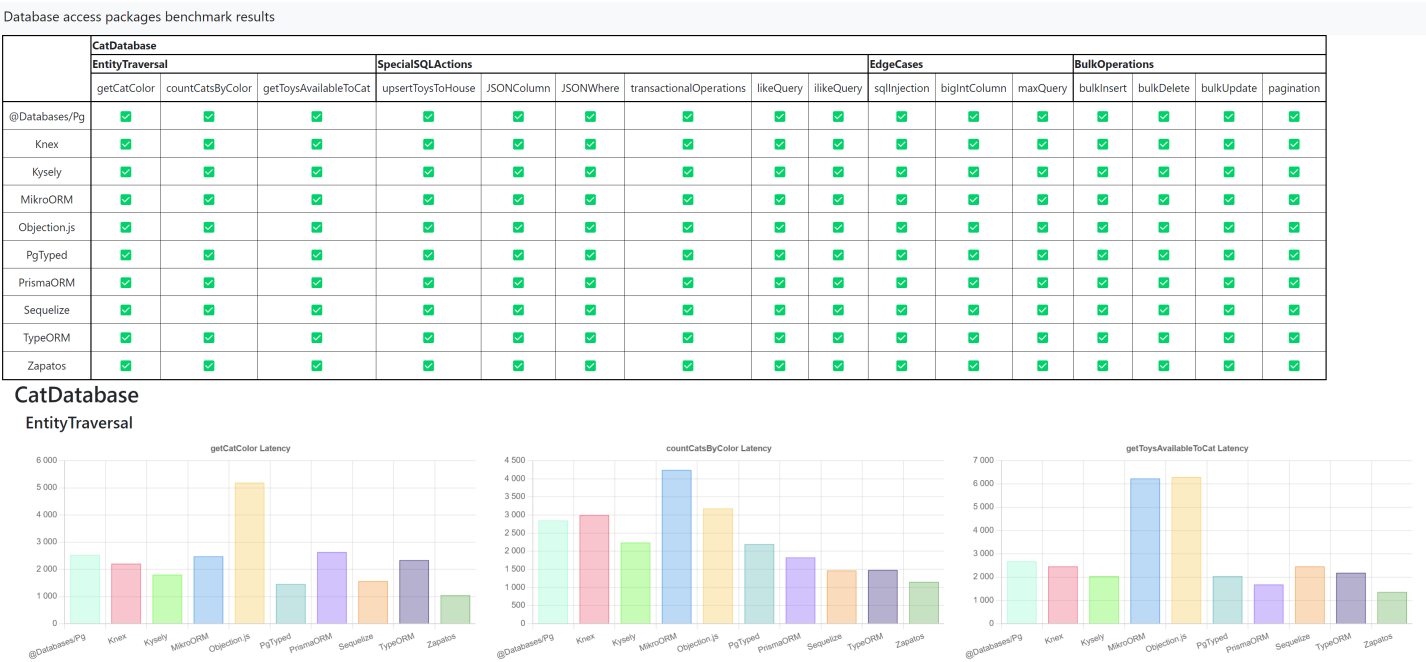 Database access packages benchmark results
CatDatabase
EntityTraversal SpecialSQLActions EdgeCases BulkOperations
getCatColor countCatsByColor getToysAvailableToCat upsertToysToHouse JSONColumn JSONWhere transactionalOperations likeQuery ilikeQuery sqlInjection bigIntColumn maxQuery bulkInsert bulkDelete bulkUpdate pagination
@Databases/Pg
Knex
Kysely
MikroORM
Objection.js
PgTyped
PrismaORM
Sequelize
TypeORM
Zapatos
CatDatabase
EntityTraversal
getCatColor Latency
6 000
5 000
4 000
3 000
2 000
1 000
0
@Databases/Pg Knex Kysely MikroORM Objection.js PgTyped PrismaORM Sequelize TypeORM Zapatos
countCatsByColor Latency
4 500
4 000
3 500
3 000
2 500
2 000
1 500
1 000
500
0
@Databases/Pg Knex Kysely MikroORM Objection.js PgTyped PrismaORM Sequelize TypeORM Zapatos
getToysAvailableToCat Latency
7 000
6 000
5 000
4 000
3 000
2 000
1 000
0
@Databases/Pg Knex Kysely MikroORM Objection.js PgTyped PrismaORM Sequelize TypeORM Zapatos